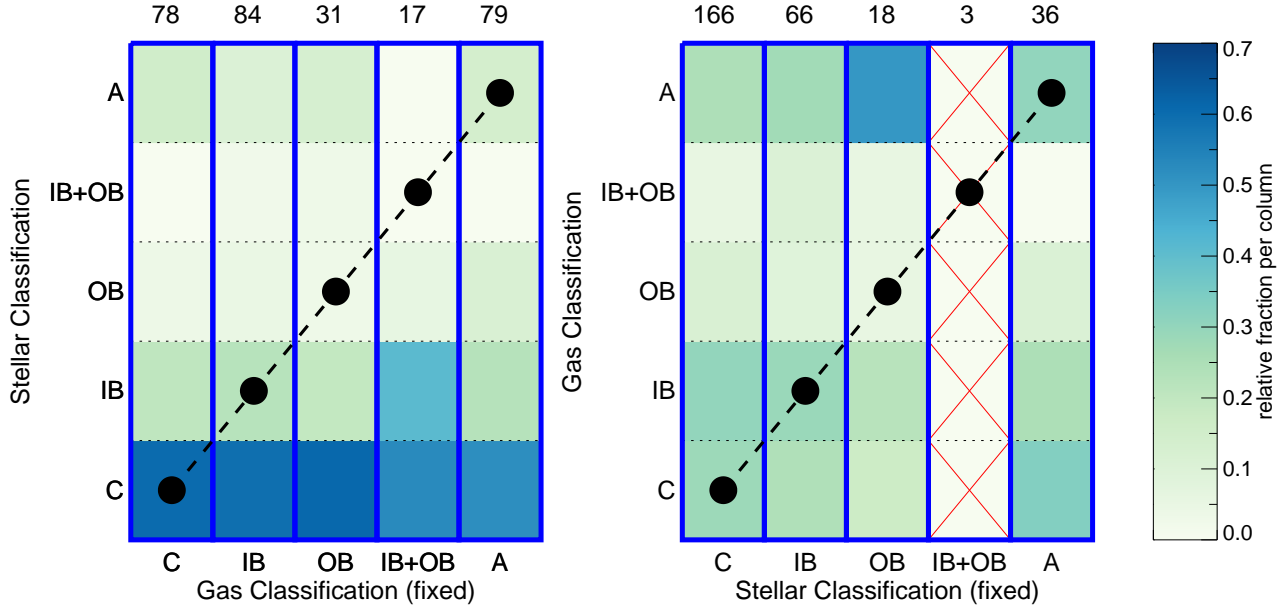 78 84 31 17 79
166 66 18 3 36
Stellar Classification
A
IB+OB
OB
IB
C
C IB OB IB+OB A
Gas Classification (fixed)
Gas Classification
A
IB+OB
OB
IB
C
C IB OB IB+OB A
Stellar Classification (fixed)
0.7
0.6
0.5
0.4
0.3
0.2
0.1
0.0
relative fraction per column